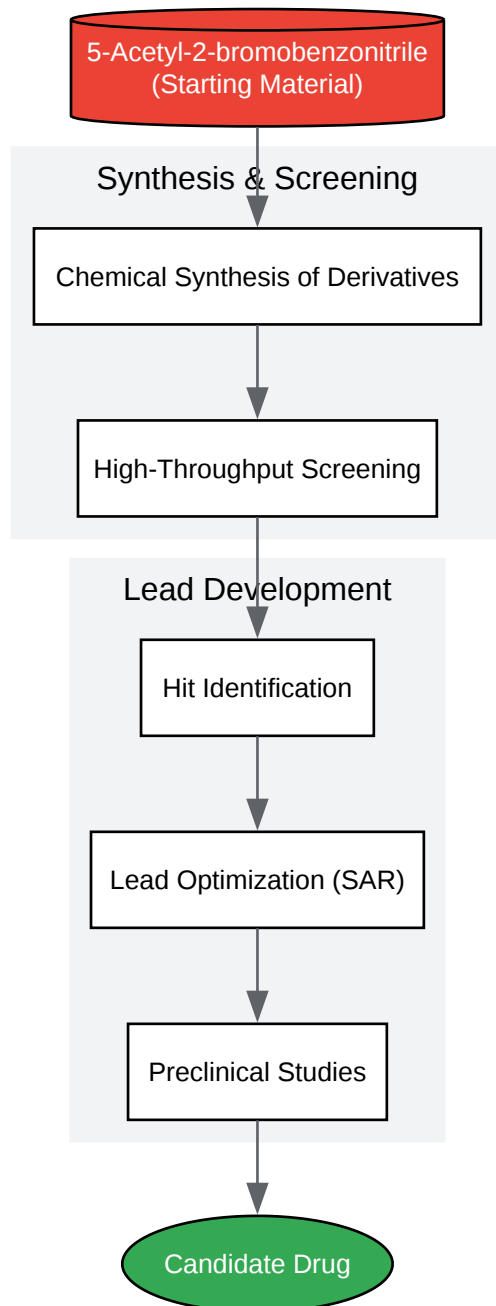 5-Acetyl-2-bromobenzonitrile
(Starting Material)
Synthesis & Screening
Chemical Synthesis of Derivatives
High-Throughput Screening
Lead Development
Hit Identification
Lead Optimization (SAR)
Preclinical Studies
Candidate Drug